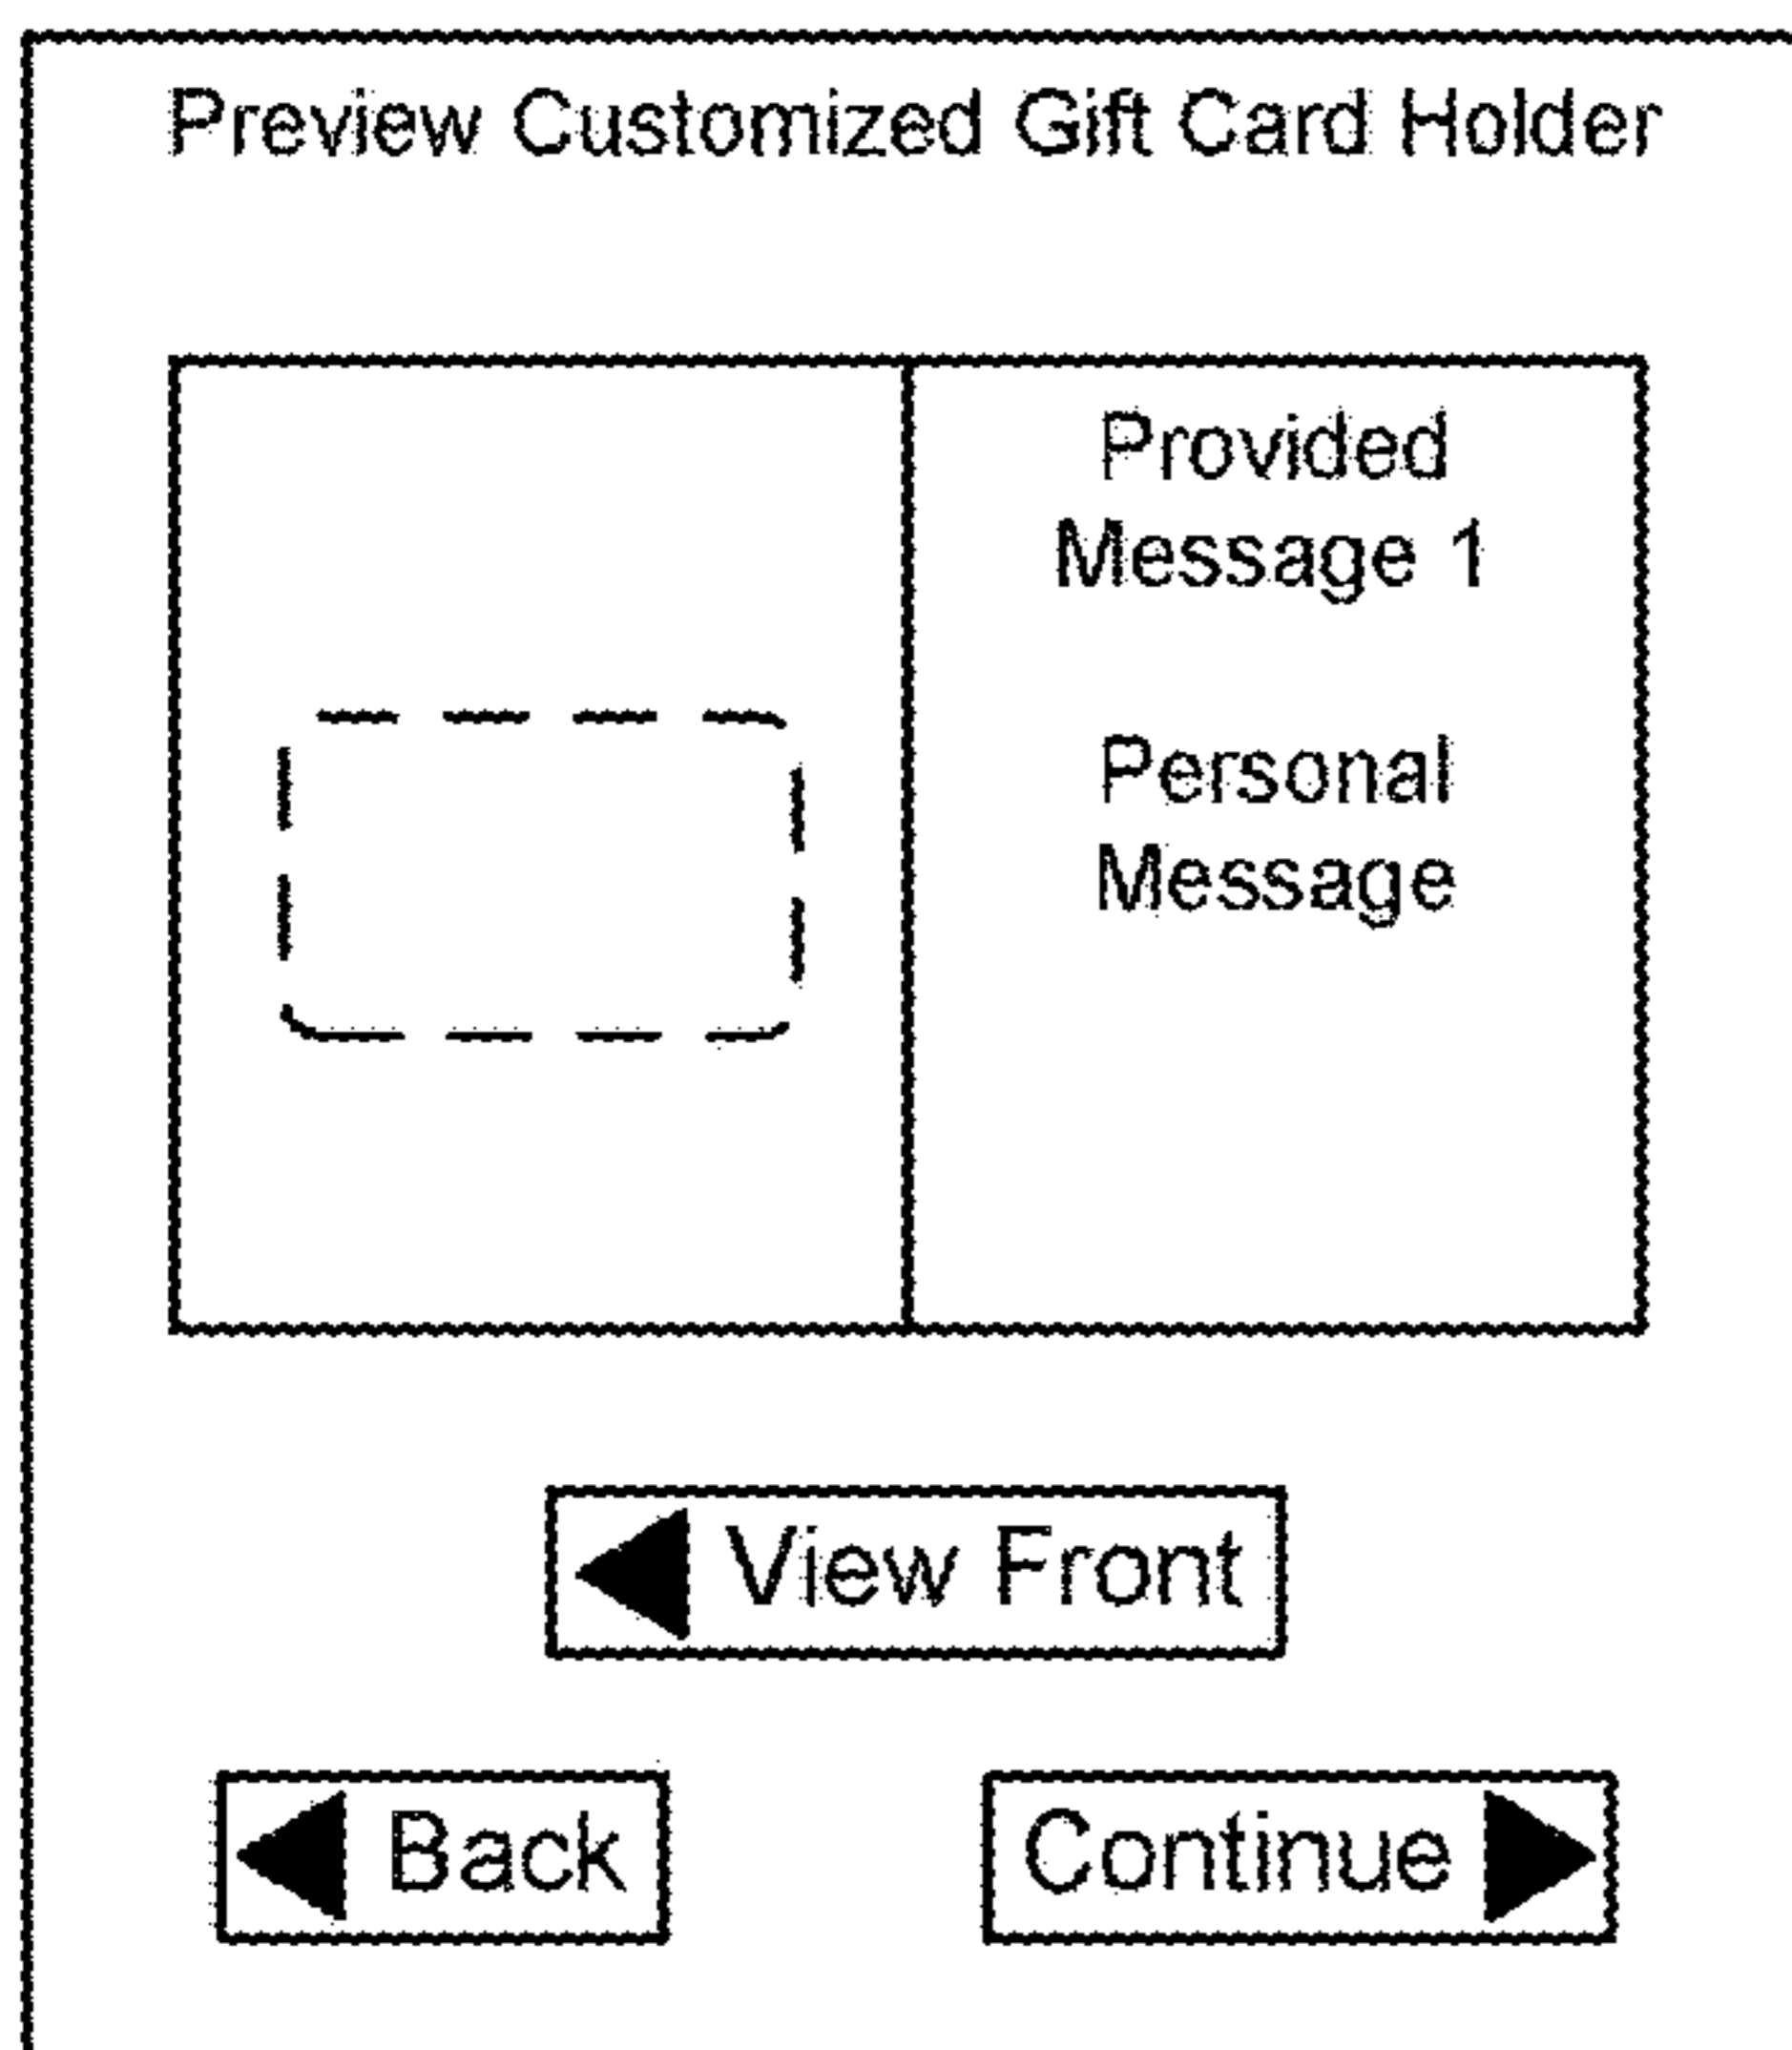 Preview Customized Gift Card Holder
Provided
Message 1
Personal
Message
View Front
Back
Continue